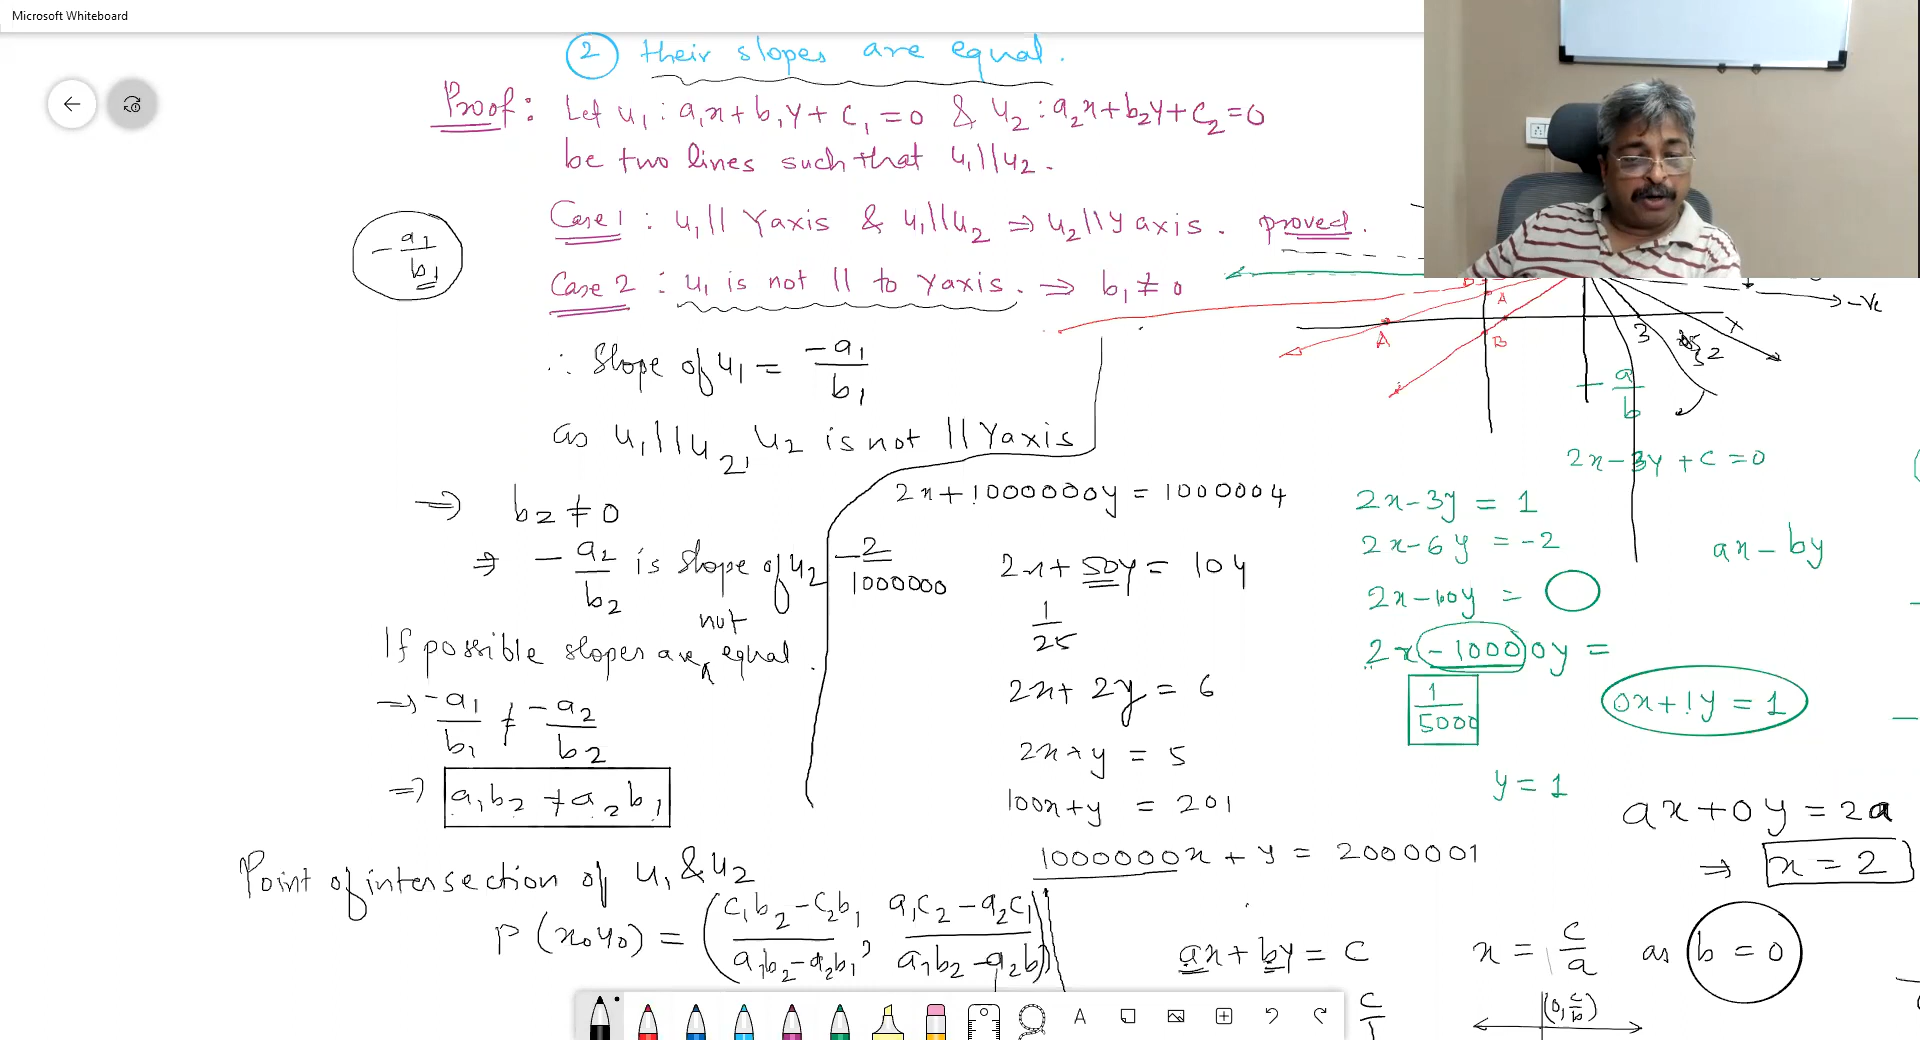 Microsoft Whiteboard
2 their slopes are equal.
Proof: Let u₁: a₁x + b₁y + c₁ = 0 & u₂: a₂x + b₂y + c₂ = 0
be two lines such that u₁ || u₂.
Case 1: u₁ || Y axis & u₁ || u₂ ⇒ u₂ || y axis. proved.
-a₁/b₁
Case 2: u₁ is not || to Y axis. ⇒ b₁ ≠ 0
∴ Slope of u₁ = -a₁/b₁
as u₁ || u₂, u₂ is not || Y axis
⇒ b₂ ≠ 0
⇒ -a₂/b₂ is slope of u₂
If possible slopes are not equal.
⇒ -a₁/b₁ ≠ -a₂/b₂
⇒ a₁b₂ ≠ a₂b₁
Point of intersection of u₁ & u₂
P (x₀ y₀) = (c₁b₂ - c₂b₁ / a₁b₂ - a₂b₁, a₁c₂ - a₂c₁ / a₁b₂ - a₂b₁)
2x + 1000000y = 1000004
-2/1000000
2x + 50y = 104
1/25
2x + 2y = 6
2x + y = 5
100x + y = 201
1000000x + y = 2000001
ax + by = c
A
B
A
B
X
3
2
-ve
-a/b
2x - 3y + c = 0
2x - 3y = 1
2x - 6y = -2
ax - by
2x - 100y =
2x - 10000y =
1/5000
0x + 1y = 1
y = 1
ax + 0y = 2a
⇒ x = 2
x = c/a as b = 0
(0, c/b)
A